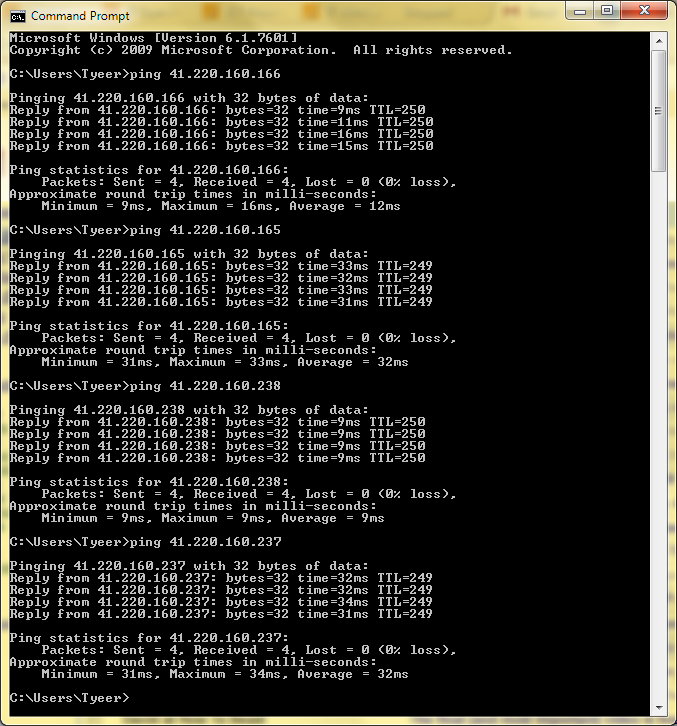 Command Prompt
Microsoft Windows [Version 6.1.7601]
Copyright (c) 2009 Microsoft Corporation.  All rights reserved.
C:\Users\Tyeer>ping 41.220.160.166
Pinging 41.220.160.166 with 32 bytes of data:
Reply from 41.220.160.166: bytes=32 time=9ms TTL=250
Reply from 41.220.160.166: bytes=32 time=11ms TTL=250
Reply from 41.220.160.166: bytes=32 time=16ms TTL=250
Reply from 41.220.160.166: bytes=32 time=15ms TTL=250
Ping statistics for 41.220.160.166:
    Packets: Sent = 4, Received = 4, Lost = 0 (0% loss),
Approximate round trip times in milli-seconds:
    Minimum = 9ms, Maximum = 16ms, Average = 12ms
C:\Users\Tyeer>ping 41.220.160.165
Pinging 41.220.160.165 with 32 bytes of data:
Reply from 41.220.160.165: bytes=32 time=33ms TTL=249
Reply from 41.220.160.165: bytes=32 time=32ms TTL=249
Reply from 41.220.160.165: bytes=32 time=33ms TTL=249
Reply from 41.220.160.165: bytes=32 time=31ms TTL=249
Ping statistics for 41.220.160.165:
    Packets: Sent = 4, Received = 4, Lost = 0 (0% loss),
Approximate round trip times in milli-seconds:
    Minimum = 31ms, Maximum = 33ms, Average = 32ms
C:\Users\Tyeer>ping 41.220.160.238
Pinging 41.220.160.238 with 32 bytes of data:
Reply from 41.220.160.238: bytes=32 time=9ms TTL=250
Reply from 41.220.160.238: bytes=32 time=9ms TTL=250
Reply from 41.220.160.238: bytes=32 time=9ms TTL=250
Reply from 41.220.160.238: bytes=32 time=9ms TTL=250
Ping statistics for 41.220.160.238:
    Packets: Sent = 4, Received = 4, Lost = 0 (0% loss),
Approximate round trip times in milli-seconds:
    Minimum = 9ms, Maximum = 9ms, Average = 9ms
C:\Users\Tyeer>ping 41.220.160.237
Pinging 41.220.160.237 with 32 bytes of data:
Reply from 41.220.160.237: bytes=32 time=32ms TTL=249
Reply from 41.220.160.237: bytes=32 time=32ms TTL=249
Reply from 41.220.160.237: bytes=32 time=34ms TTL=249
Reply from 41.220.160.237: bytes=32 time=31ms TTL=249
Ping statistics for 41.220.160.237:
    Packets: Sent = 4, Received = 4, Lost = 0 (0% loss),
Approximate round trip times in milli-seconds:
    Minimum = 31ms, Maximum = 34ms, Average = 32ms
C:\Users\Tyeer>